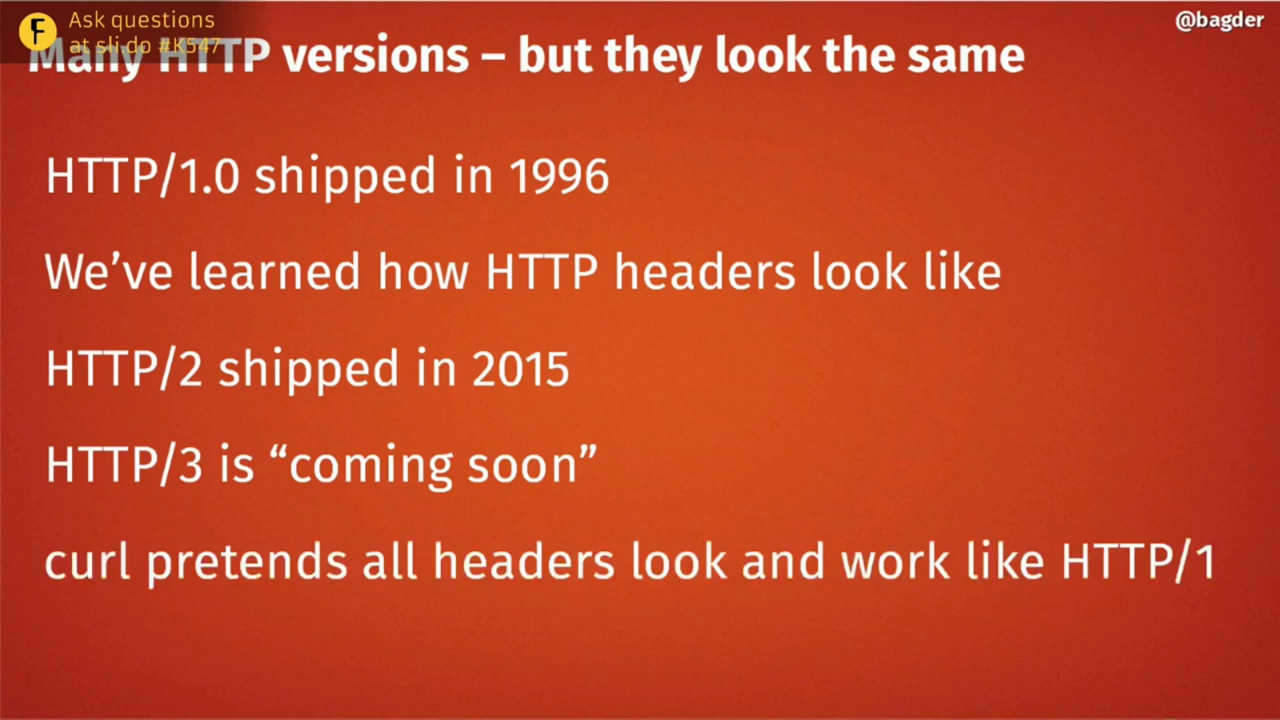 Ask questions
at sli.do #K547
@bagder
Many HTTP versions – but they look the same
HTTP/1.0 shipped in 1996
We’ve learned how HTTP headers look like
HTTP/2 shipped in 2015
HTTP/3 is “coming soon”
curl pretends all headers look and work like HTTP/1